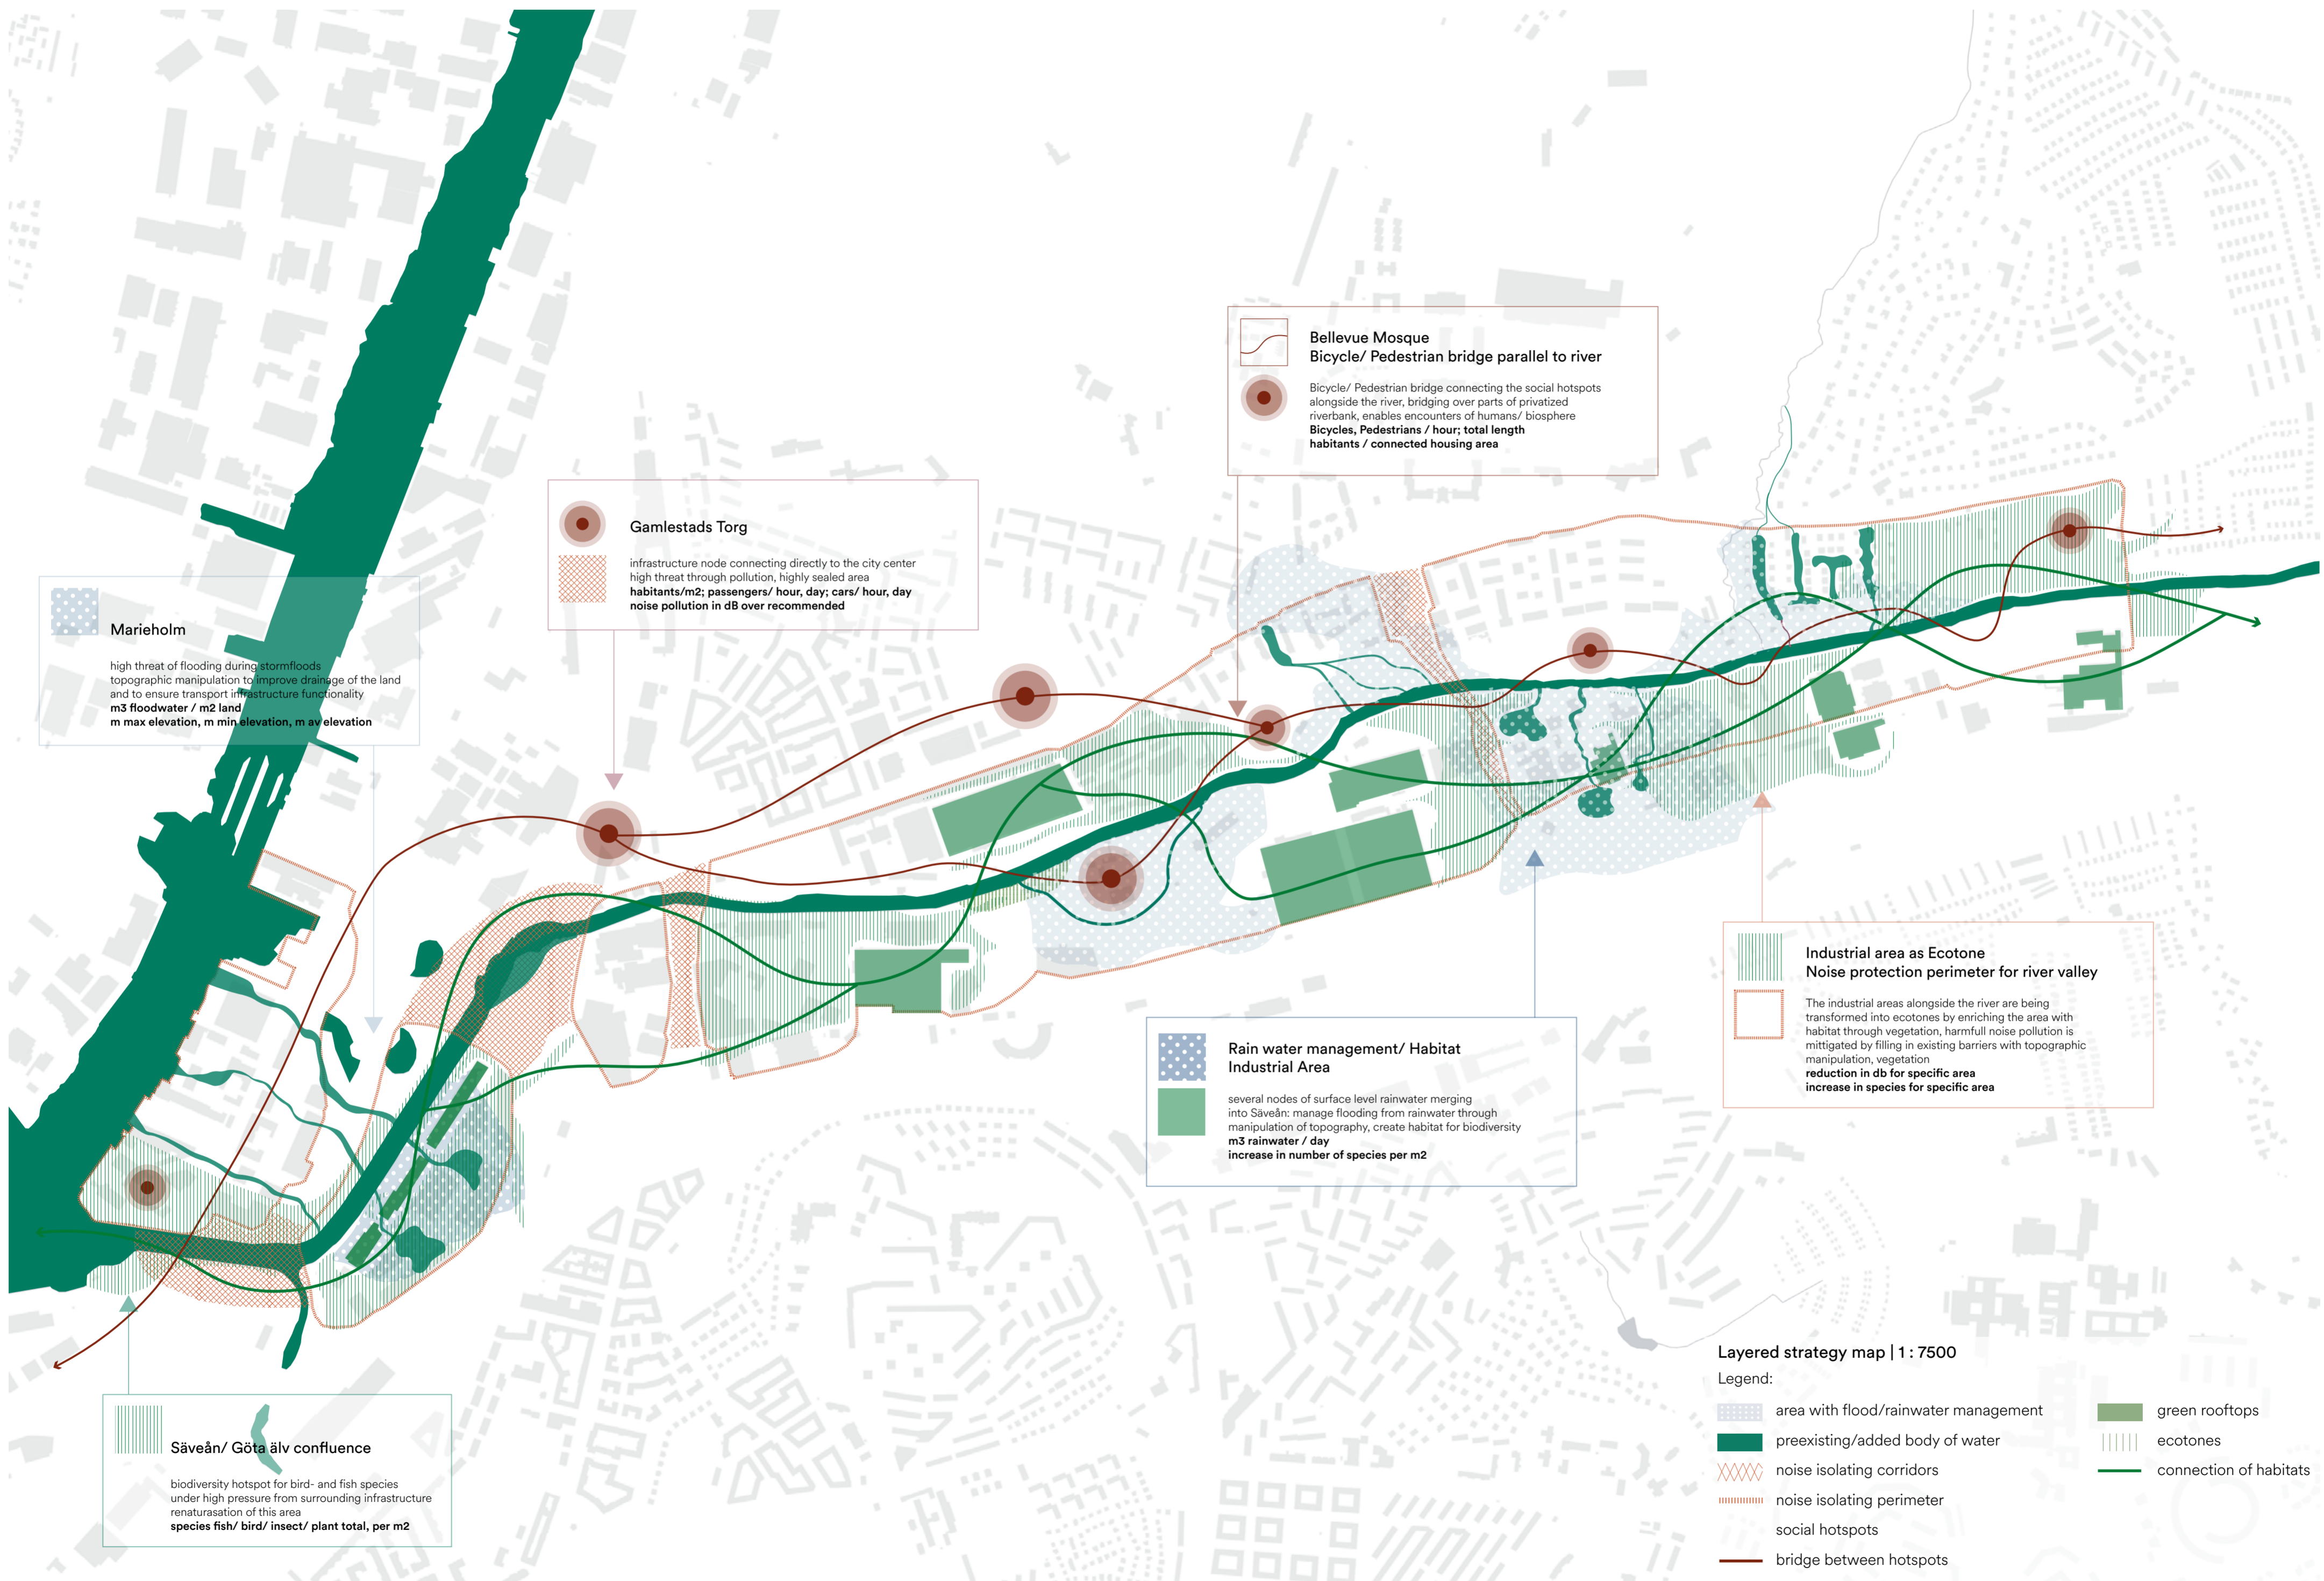 Bellevue Mosque
Bicycle/ Pedestrian bridge parallel to river
Bicycle/ Pedestrian bridge connecting the social hotspots
alongside the river, bridging over parts of privatized
riverbank, enables encounters of humans/ biosphere
Bicycles, Pedestrians / hour; total length
habitants / connected housing area
Gamlestads Torg
infrastructure node connecting directly to the city center
high threat through pollution, highly sealed area
habitants/m2; passengers/ hour, day; cars/ hour, day
noise pollution in dB over recommended
Marieholm
high threat of flooding during stormfloods
topographic manipulation to improve drainage of the land
and to ensure transport infrastructure functionality
m3 floodwater / m2 land
m max elevation, m min elevation, m av elevation
Industrial area as Ecotone
Noise protection perimeter for river valley
The industrial areas alongside the river are being
transformed into ecotones by enriching the area with
habitat through vegetation, harmfull noise pollution is
mittigated by filling in existing barriers with topographic
manipulation, vegetation
reduction in db for specific area
increase in species for specific area
Rain water management/ Habitat
Industrial Area
several nodes of surface level rainwater merging
into Säveån: manage flooding from rainwater through
manipulation of topography, create habitat for biodiversity
m3 rainwater / day
increase in number of species per m2
Säveån/ Göta älv confluence
biodiversity hotspot for bird- and fish species
under high pressure from surrounding infrastructure
renaturasation of this area
species fish/ bird/ insect/ plant total, per m2
Layered strategy map | 1 : 7500
Legend:
area with flood/rainwater management
preexisting/added body of water
noise isolating corridors
noise isolating perimeter
social hotspots
bridge between hotspots
green rooftops
ecotones
connection of habitats